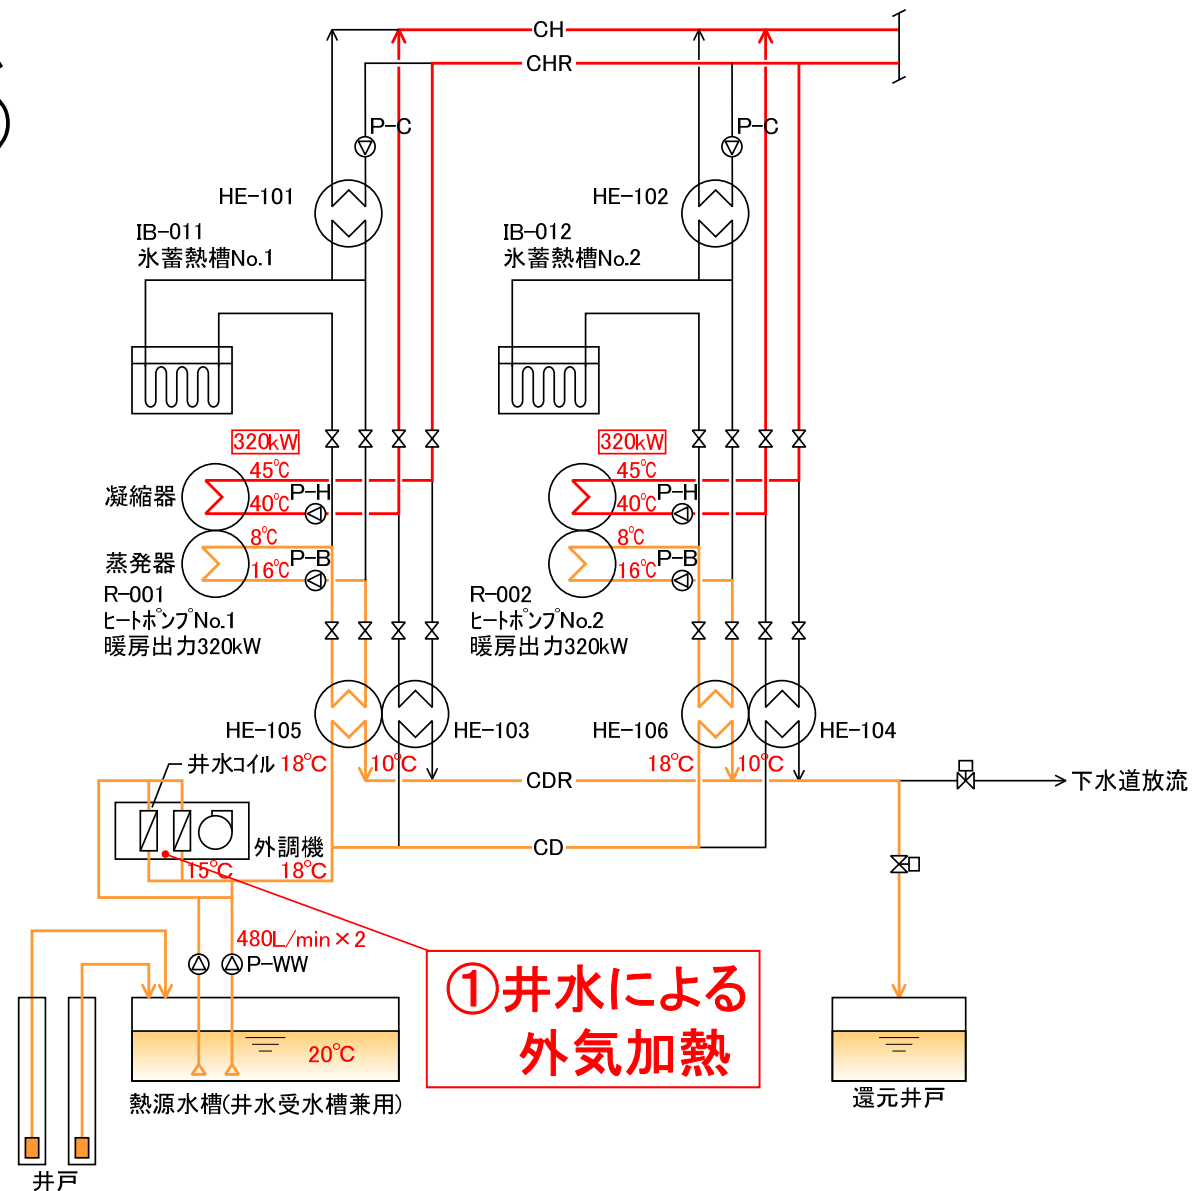 CH
CHR
P-C
P-C
HE-101
HE-102
IB-011
氷蓄熱槽No.1
IB-012
氷蓄熱槽No.2
320kW
320kW
45℃
45℃
凝縮器
40℃
P-H
40℃
P-H
8℃
8℃
蒸発器
16℃
P-B
16℃
P-B
R-001
ヒートポンプNo.1
暖房出力320kW
R-002
ヒートポンプNo.2
暖房出力320kW
HE-105
HE-103
HE-106
HE-104
井水コイル
18℃
10℃
18℃
10℃
CDR
下水道放流
外調機
CD
15℃
18℃
480L/min×2
P-WW
①井水による
外気加熱
20℃
熱源水槽(井水受水槽兼用)
還元井戸
井戸